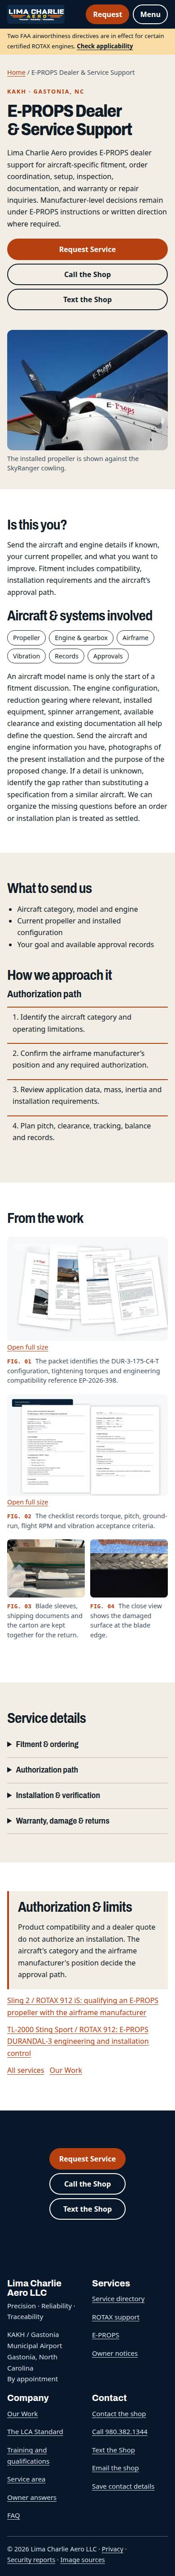 LIMA CHARLIE
AERO
Request
Menu
Two FAA airworthiness directives are in effect for certain
certified ROTAX engines. Check applicability
Home / E-PROPS Dealer & Service Support
KAKH · GASTONIA, NC
E-PROPS Dealer
& Service Support
Lima Charlie Aero provides E-PROPS dealer
support for aircraft-specific fitment, order
coordination, setup, inspection,
documentation, and warranty or repair
inquiries. Manufacturer-level decisions remain
under E-PROPS instructions or written direction
where required.
Request Service
Call the Shop
Text the Shop
E-Props
E-Props
The installed propeller is shown against the
SkyRanger cowling.
Is this you?
Send the aircraft and engine details if known,
your current propeller, and what you want to
improve. Fitment includes compatibility,
installation requirements and the aircraft's
approval path.
Aircraft & systems involved
Propeller
Engine & gearbox
Airframe
Vibration
Records
Approvals
An aircraft model name is only the start of a
fitment discussion. The engine configuration,
reduction gearing where relevant, installed
equipment, spinner arrangement, available
clearance and existing documentation all help
define the question. Send the aircraft and
engine information you have, photographs of
the present installation and the purpose of the
proposed change. If a detail is unknown,
identify the gap rather than substituting a
specification from a similar aircraft. We can
organize the missing questions before an order
or installation plan is treated as settled.
What to send us
• Aircraft category, model and engine
• Current propeller and installed
configuration
• Your goal and available approval records
How we approach it
Authorization path
1. Identify the aircraft category and
operating limitations.
2. Confirm the airframe manufacturer's
position and any required authorization.
3. Review application data, mass, inertia and
installation requirements.
4. Plan pitch, clearance, tracking, balance
and records.
From the work
Open full size
FIG. 01 The packet identifies the DUR-3-175-C4-T
configuration, tightening torques and engineering
compatibility reference EP-2026-398.
Open full size
FIG. 02 The checklist records torque, pitch, ground-
run, flight RPM and vibration acceptance criteria.
FIG. 03 Blade sleeves,
shipping documents and
the carton are kept
together for the return.
FIG. 04 The close view
shows the damaged
surface at the blade
edge.
Service details
Fitment & ordering
Authorization path
Installation & verification
Warranty, damage & returns
Authorization & limits
Product compatibility and a dealer quote
do not authorize an installation. The
aircraft's category and the airframe
manufacturer's position decide the
approval path.
Sling 2 / ROTAX 912 iS: qualifying an E-PROPS
propeller with the airframe manufacturer
TL-2000 Sting Sport / ROTAX 912: E-PROPS
DURANDAL-3 engineering and installation
control
All services Our Work
Request Service
Call the Shop
Text the Shop
Lima Charlie
Aero LLC
Precision · Reliability ·
Traceability
KAKH / Gastonia
Municipal Airport
Gastonia, North
Carolina
By appointment
Services
Service directory
ROTAX support
E-PROPS
Owner notices
Company
Our Work
The LCA Standard
Training and
qualifications
Service area
Owner answers
FAQ
Contact
Contact the shop
Call 980.382.1344
Text the Shop
Email the shop
Save contact details
© 2026 Lima Charlie Aero LLC · Privacy ·
Security reports · Image sources